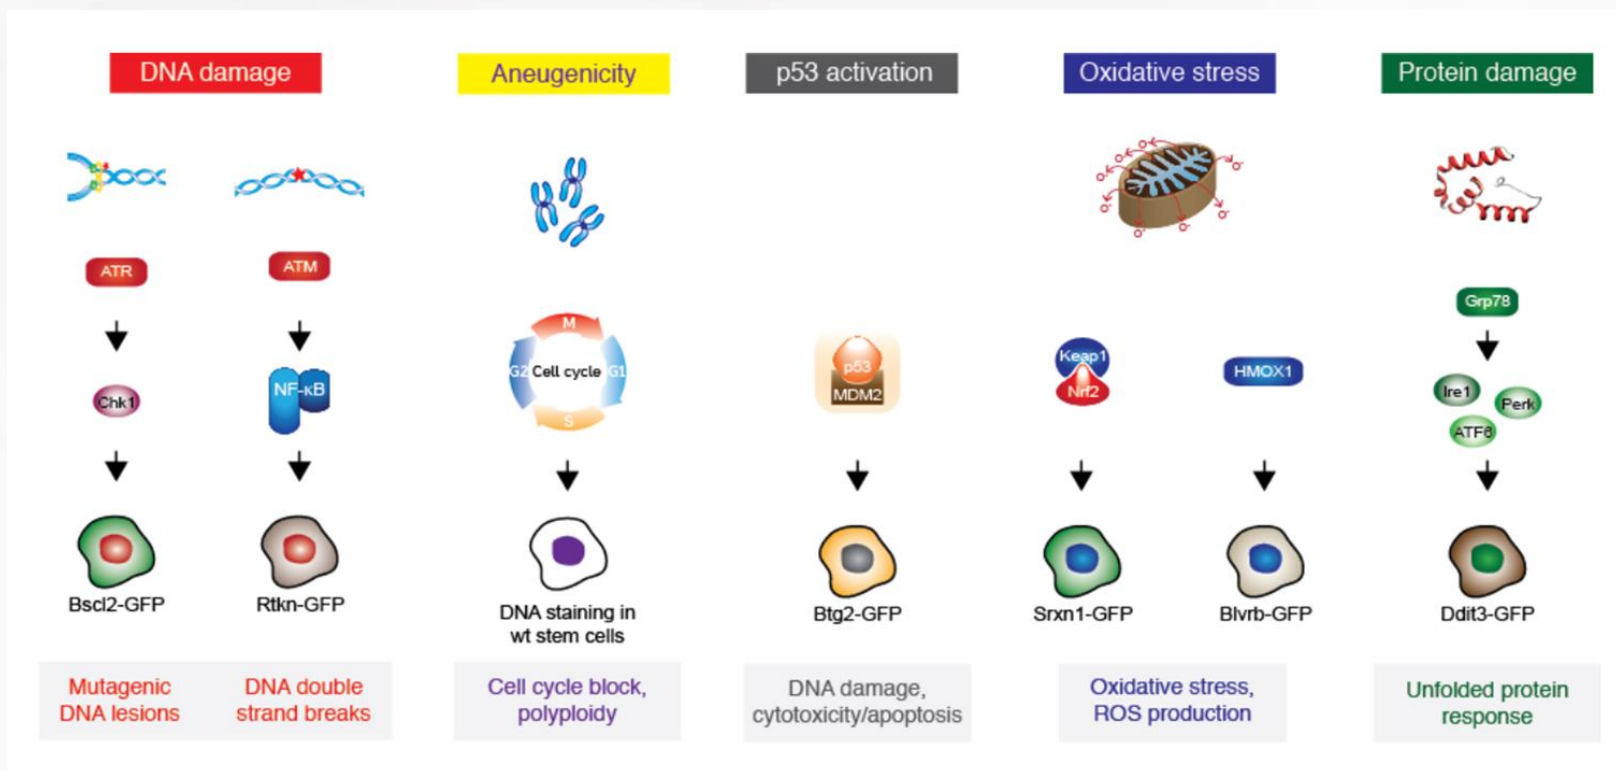 DNA damage
Aneugenicity
p53 activation
Oxidative stress
Protein damage
ATR
ATM
Chk1
NF-κB
M
G2
Cell cycle
G1
S
p53
MDM2
Keap1
Nrf2
HMOX1
Grp78
Ire1
Perk
ATF6
Bscl2-GFP
Rtkn-GFP
DNA staining in
wt stem cells
Btg2-GFP
Srxn1-GFP
Blvrb-GFP
Ddit3-GFP
Mutagenic
DNA lesions
DNA double
strand breaks
Cell cycle block,
polyploidy
DNA damage,
cytotoxicity/apoptosis
Oxidative stress,
ROS production
Unfolded protein
response